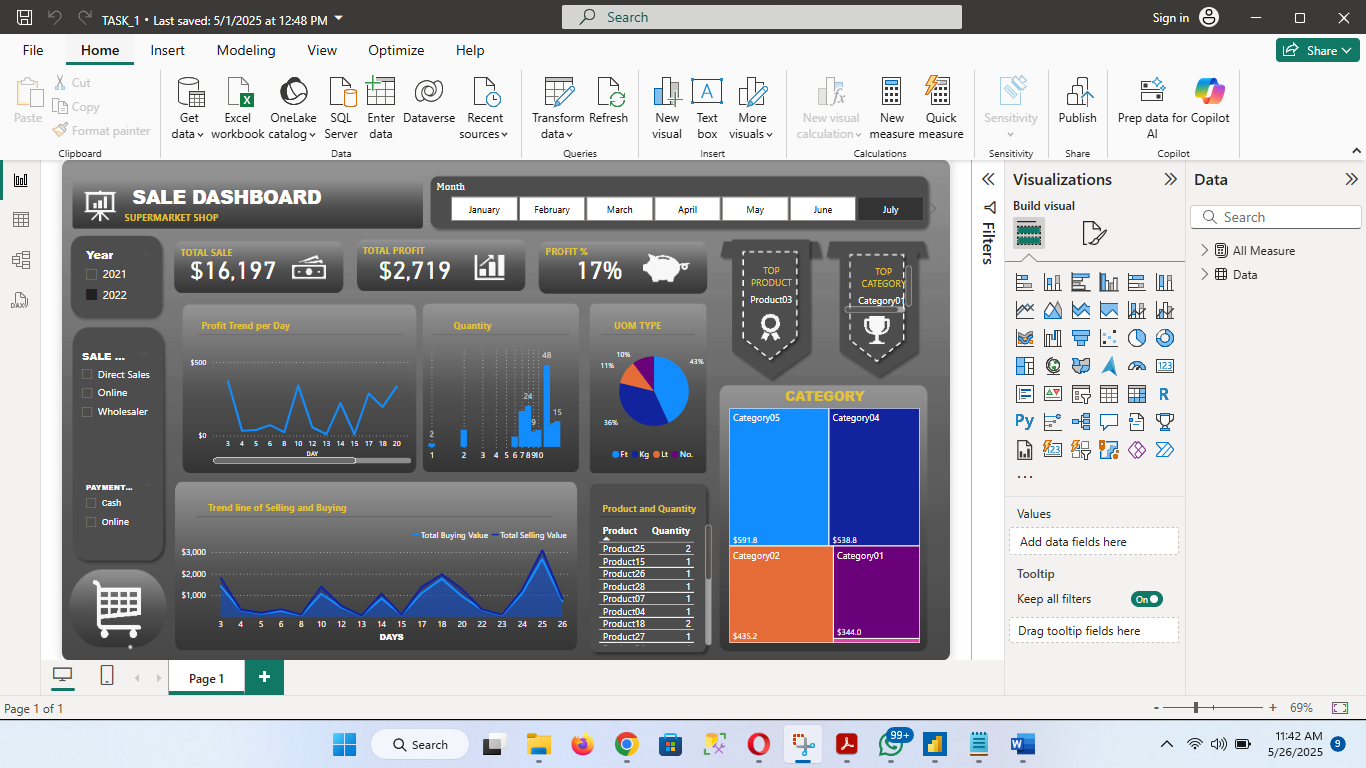 TASK_1 • Last saved: 5/1/2025 at 12:48 PM
Search
Sign in
File Home Insert Modeling View Optimize Help
Share
Paste
Cut
Copy
Format painter
Clipboard
Get data
Excel workbook
OneLake catalog
SQL Server
Enter data
Dataverse
Recent sources
Data
Transform data
Refresh
Queries
New visual
Text box
More visuals
Insert
New visual calculation
New measure
Quick measure
Calculations
Sensitivity
Sensitivity
Publish
Share
Prep data for AI
Copilot
Copilot
SALE DASHBOARD
SUPERMARKET SHOP
Month
January February March April May June July
Year
2021
2022
TOTAL SALE
$16,197
TOTAL PROFIT
$2,719
PROFIT %
17%
TOP PRODUCT
Product03
TOP CATEGORY
Category01
SALE ...
Direct Sales
Online
Wholesaler
PAYMENT...
Cash
Online
Profit Trend per Day
$500
$0
3 4 5 6 8 10 12 13 14 15 17 18 20
DAY
Quantity
48
24
15
9
2
1 2 3 4 5 6 7 8 9 10
UOM TYPE
10%
43%
11%
36%
Ft Kg Lt No.
CATEGORY
Category05
$591.8
Category04
$538.8
Category02
$435.2
Category01
$344.0
Trend line of Selling and Buying
Total Buying Value Total Selling Value
$3,000
$2,000
$1,000
3 4 5 6 8 10 12 13 14 15 17 18 20 22 23 24 25 26
DAYS
Product and Quantity
Product Quantity
Product25 2
Product15 1
Product26 1
Product28 1
Product07 1
Product04 1
Product18 2
Product27 1
Filters
Visualizations
Build visual
Values
Add data fields here
Tooltip
Keep all filters
On
Drag tooltip fields here
Data
Search
All Measure
Data
Page 1
Page 1 of 1
- + 69%
Search
99+
11:42 AM
5/26/2025
9